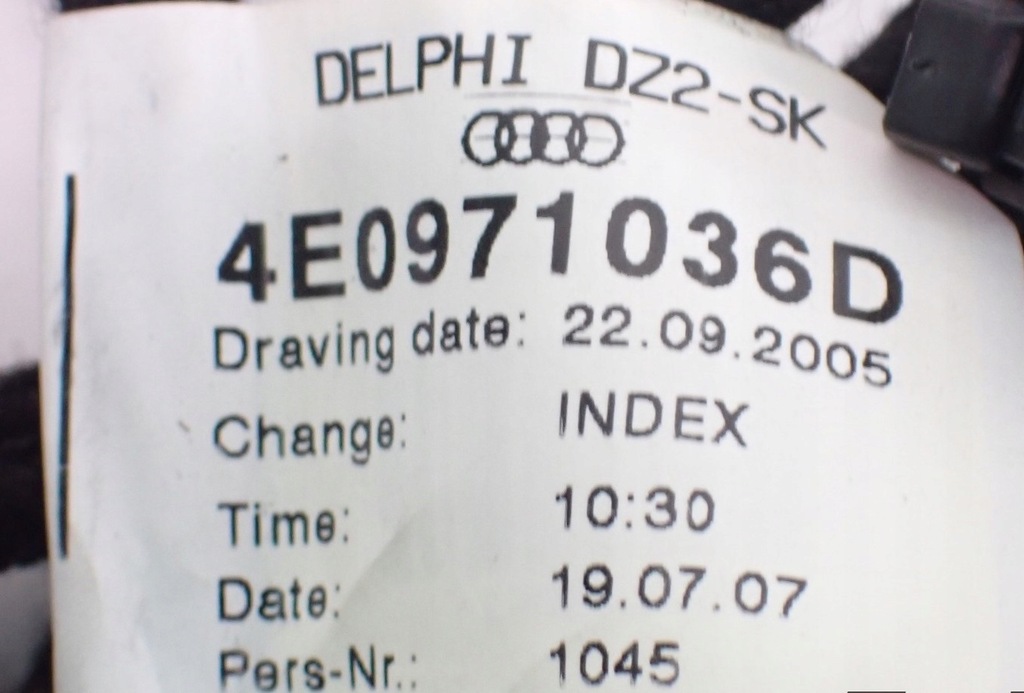 DELPHI DZ2-SK
4E0971036D
Draving date: 22.09.2005
Change: INDEX
Time: 10:30
Date: 19.07.07
Pers-Nr.: 1045